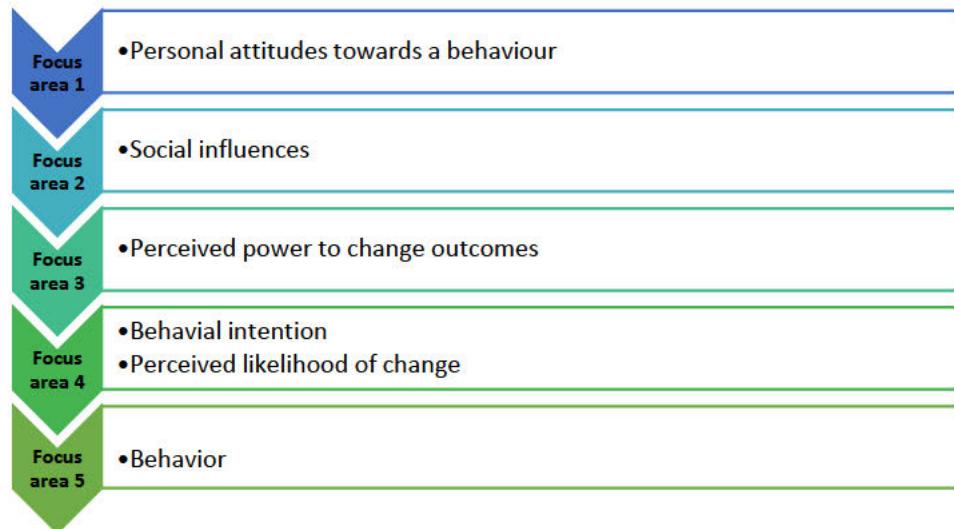 Focus
area 1
•Personal attitudes towards a behaviour
Focus
area 2
•Social influences
Focus
area 3
•Perceived power to change outcomes
Focus
area 4
•Behavial intention
•Perceived likelihood of change
Focus
area 5
•Behavior